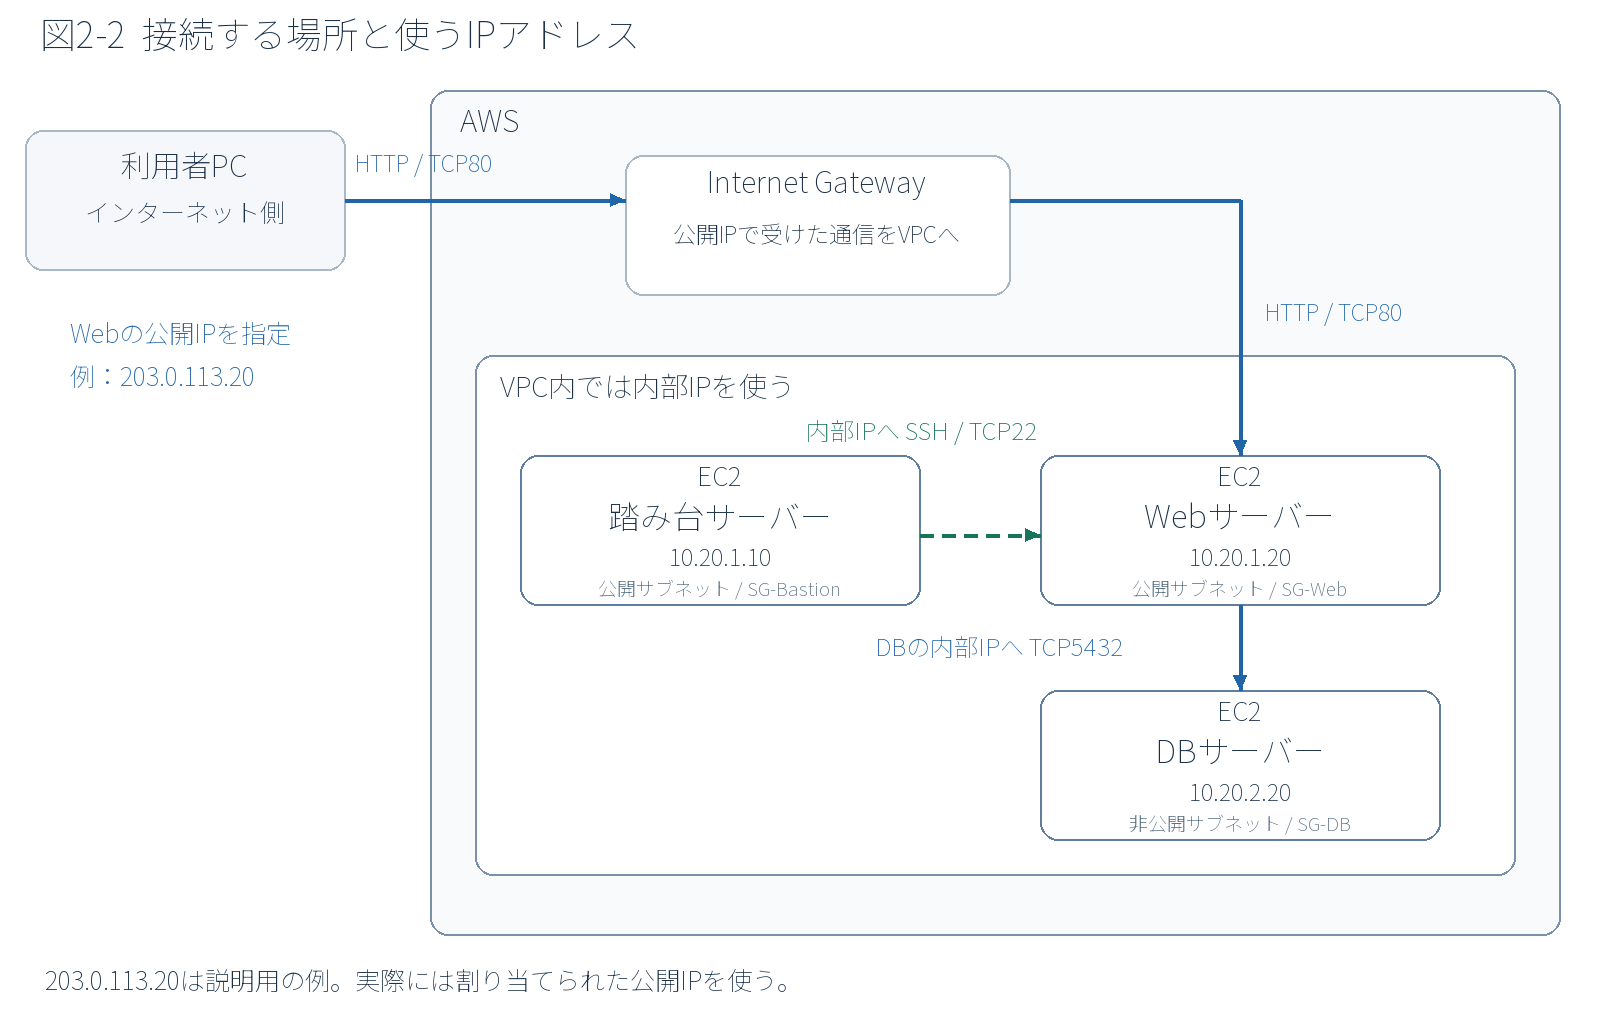 図2-2 接続する場所と使うIPアドレス
AWS
利用者PC
インターネット側
HTTP / TCP80
Internet Gateway
公開IPで受けた通信をVPCへ
HTTP / TCP80
Webの公開IPを指定
例：203.0.113.20
VPC内では内部IPを使う
内部IPへ SSH / TCP22
EC2
踏み台サーバー
10.20.1.10
公開サブネット / SG-Bastion
EC2
Webサーバー
10.20.1.20
公開サブネット / SG-Web
DBの内部IPへ TCP5432
EC2
DBサーバー
10.20.2.20
非公開サブネット / SG-DB
203.0.113.20は説明用の例。実際には割り当てられた公開IPを使う。